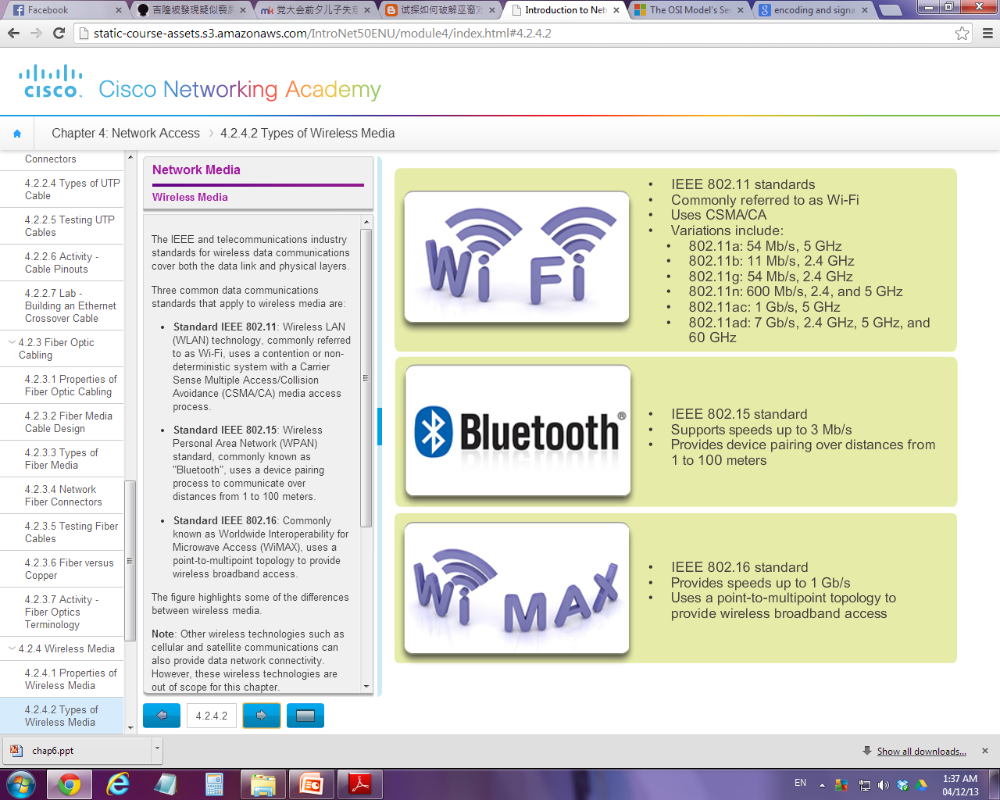 Facebook
吉隆坡發現疑似喪屍
党大会前夕儿子失意
试探如何破解巫裔对
Introduction to Net
The OSI Model's Se
encoding and signa
static-course-assets.s3.amazonaws.com/IntroNet50ENU/module4/index.html#4.2.4.2
CISCO. Cisco Networking Academy
Chapter 4: Network Access
4.2.4.2 Types of Wireless Media
Connectors
4.2.2.4 Types of UTP
Cable
4.2.2.5 Testing UTP
Cables
4.2.2.6 Activity -
Cable Pinouts
4.2.2.7 Lab -
Building an Ethernet
Crossover Cable
4.2.3 Fiber Optic
Cabling
4.2.3.1 Properties of
Fiber Optic Cabling
4.2.3.2 Fiber Media
Cable Design
4.2.3.3 Types of
Fiber Media
4.2.3.4 Network
Fiber Connectors
4.2.3.5 Testing Fiber
Cables
4.2.3.6 Fiber versus
Copper
4.2.3.7 Activity -
Fiber Optics
Terminology
4.2.4 Wireless Media
4.2.4.1 Properties of
Wireless Media
4.2.4.2 Types of
Wireless Media
Network Media
Wireless Media
The IEEE and telecommunications industry
standards for wireless data communications
cover both the data link and physical layers.
Three common data communications
standards that apply to wireless media are:
• Standard IEEE 802.11: Wireless LAN
(WLAN) technology, commonly referred
to as Wi-Fi, uses a contention or non-
deterministic system with a Carrier
Sense Multiple Access/Collision
Avoidance (CSMA/CA) media access
process.
• Standard IEEE 802.15: Wireless
Personal Area Network (WPAN)
standard, commonly known as
"Bluetooth", uses a device pairing
process to communicate over
distances from 1 to 100 meters.
• Standard IEEE 802.16: Commonly
known as Worldwide Interoperability for
Microwave Access (WiMAX), uses a
point-to-multipoint topology to provide
wireless broadband access.
The figure highlights some of the differences
between wireless media.
Note: Other wireless technologies such as
cellular and satellite communications can
also provide data network connectivity.
However, these wireless technologies are
out of scope for this chapter.
4.2.4.2
Wi Fi
• IEEE 802.11 standards
• Commonly referred to as Wi-Fi
• Uses CSMA/CA
• Variations include:
• 802.11a: 54 Mb/s, 5 GHz
• 802.11b: 11 Mb/s, 2.4 GHz
• 802.11g: 54 Mb/s, 2.4 GHz
• 802.11n: 600 Mb/s, 2.4, and 5 GHz
• 802.11ac: 1 Gb/s, 5 GHz
• 802.11ad: 7 Gb/s, 2.4 GHz, 5 GHz, and
60 GHz
Bluetooth®
• IEEE 802.15 standard
• Supports speeds up to 3 Mb/s
• Provides device pairing over distances from
1 to 100 meters
Wi MAX
• IEEE 802.16 standard
• Provides speeds up to 1 Gb/s
• Uses a point-to-multipoint topology to
provide wireless broadband access
chap6.ppt
Show all downloads...
EN
1:37 AM
04/12/13